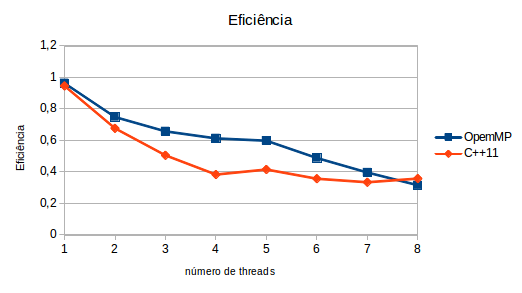 Eficiência
1,2
1
0,8
0,6
0,4
0,2
0
Eficiência
1 2 3 4 5 6 7 8
número de threads
OpemMP
C++11